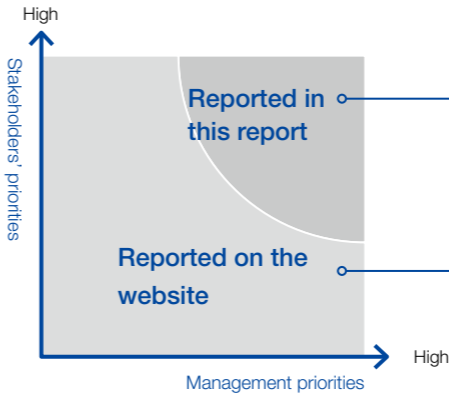 High
Stakeholders' priorities
Reported in
this report
Reported on the
website
High
Management priorities